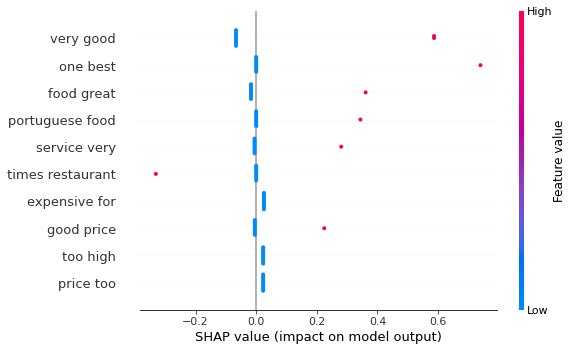 High
very good
one best
food great
portuguese food
service very
times restaurant
expensive for
good price
too high
price too
Feature value
Low
−0.2 0.0 0.2 0.4 0.6
SHAP value (impact on model output)